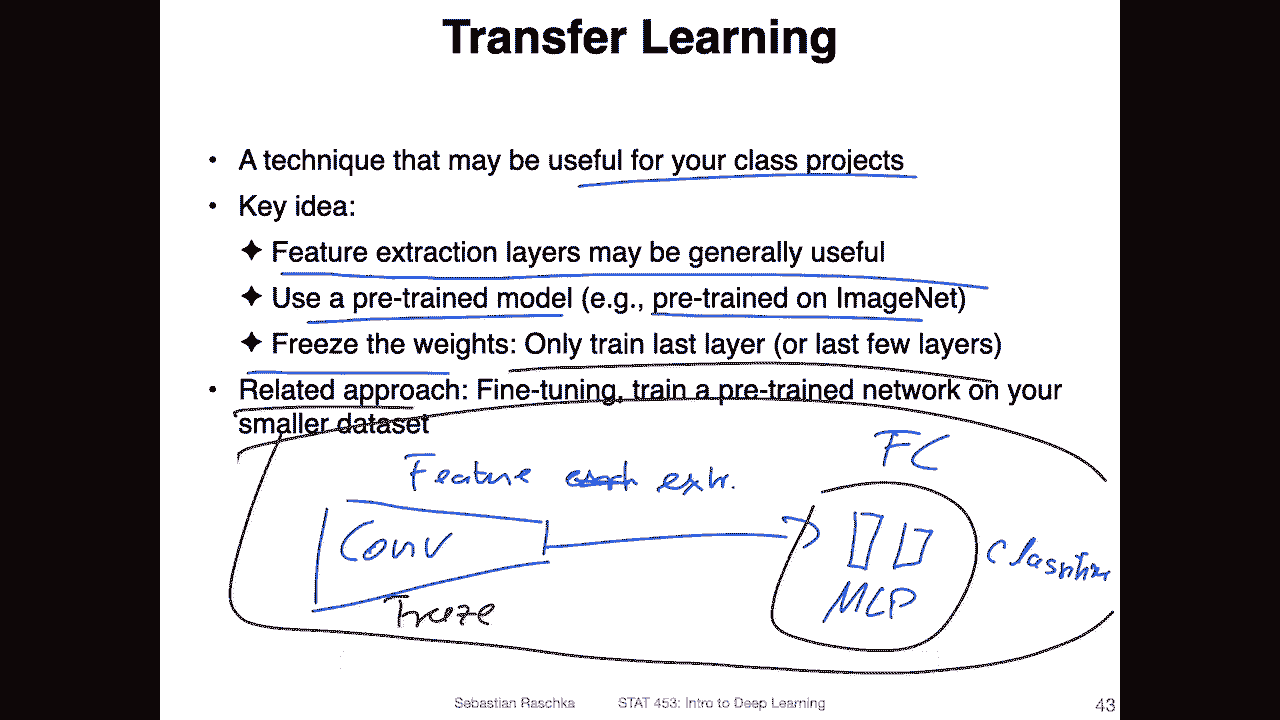 Transfer Learning
• A technique that may be useful for your class projects
• Key idea:
✦ Feature extraction layers may be generally useful
✦ Use a pre-trained model (e.g., pre-trained on ImageNet)
✦ Freeze the weights: Only train last layer (or last few layers)
• Related approach: Fine-tuning, train a pre-trained network on your
smaller dataset
FC
Feature extr.
Conv
Freeze
MLP
Sebastian Raschka STAT 453: Intro to Deep Learning 43